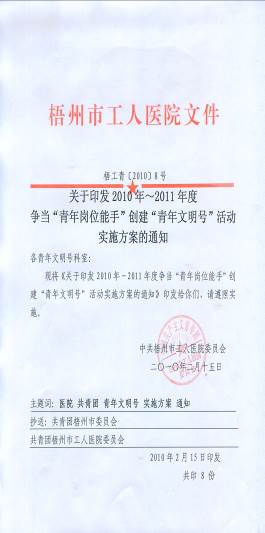 梧州市工人医院文件
梧工青〔2010〕8号
关于印发2010年～2011年度
争当“青年岗位能手”创建“青年文明号”活动
实施方案的通知
各青年文明号科室：
现将《关于印发2010年－2011年度争当“青年岗位能手”创
建“青年文明号”活动实施方案的通知》印发给你们，请遵照实
施。
中共梧州市工人医院委员会
二〇一〇年二月十五日
主题词：医院 共青团 青年文明号 实施方案 通知
抄送：共青团梧州市委员会
共青团梧州市工人医院委员会
2010年2月15日印发
共印8份